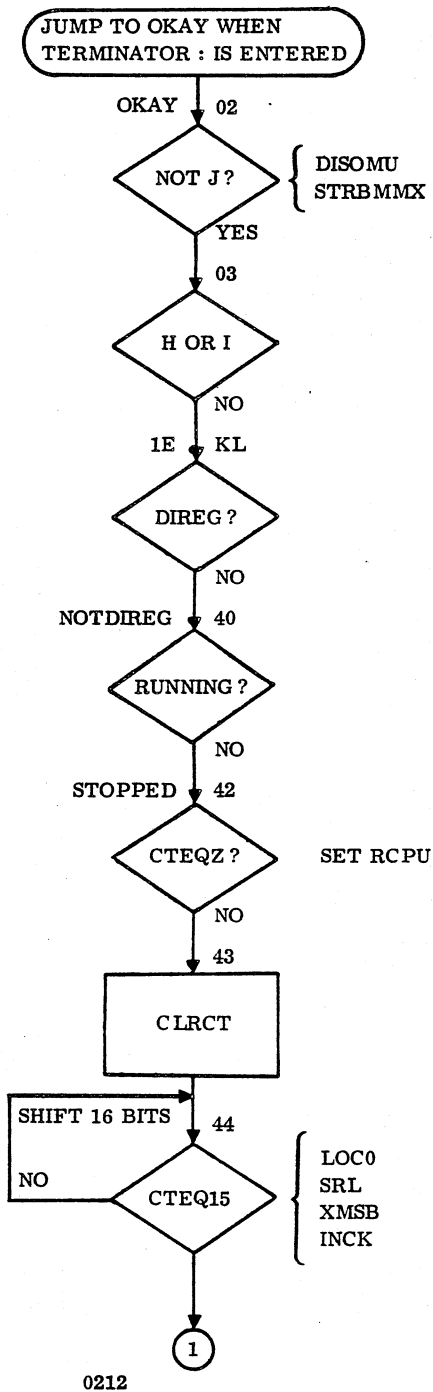 JUMP TO OKAY WHEN
TERMINATOR : IS ENTERED
OKAY 02
NOT J ?
DISOMU
STRBMMX
YES
03
H OR I
NO
1E KL
DIREG ?
NO
NOTDIREG 40
RUNNING ?
NO
STOPPED 42
CTEQZ ?
SET RCPU
NO
43
CLRCT
SHIFT 16 BITS
44
NO
CTEQ15
LOC0
SRL
XMSB
INCK
1
0212